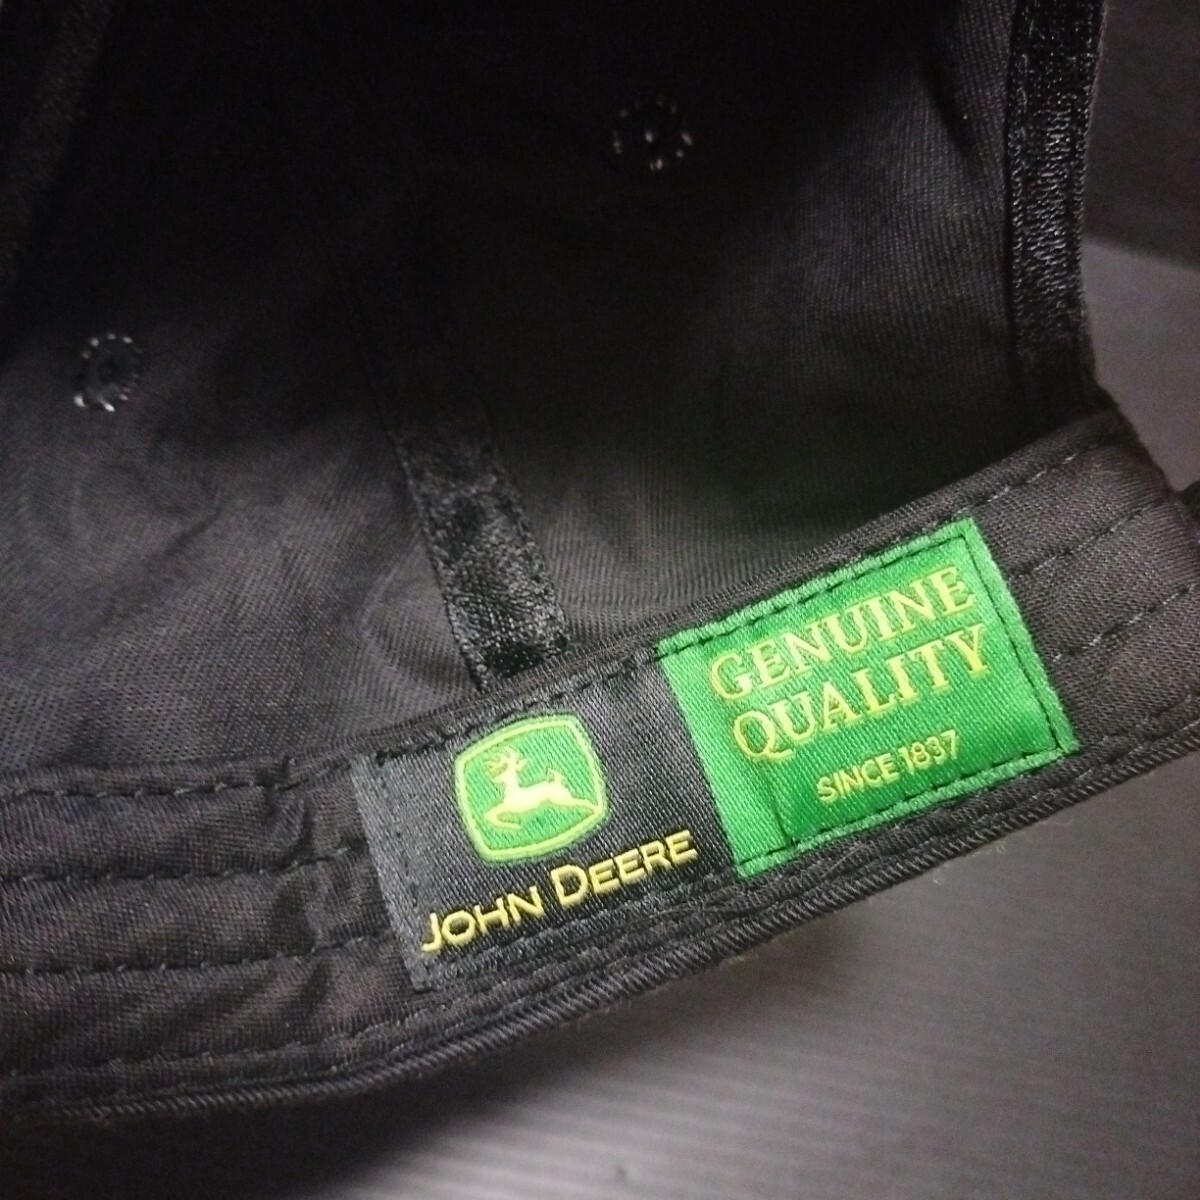 JOHN DEERE
GENUINE
QUALITY
SINCE 1837